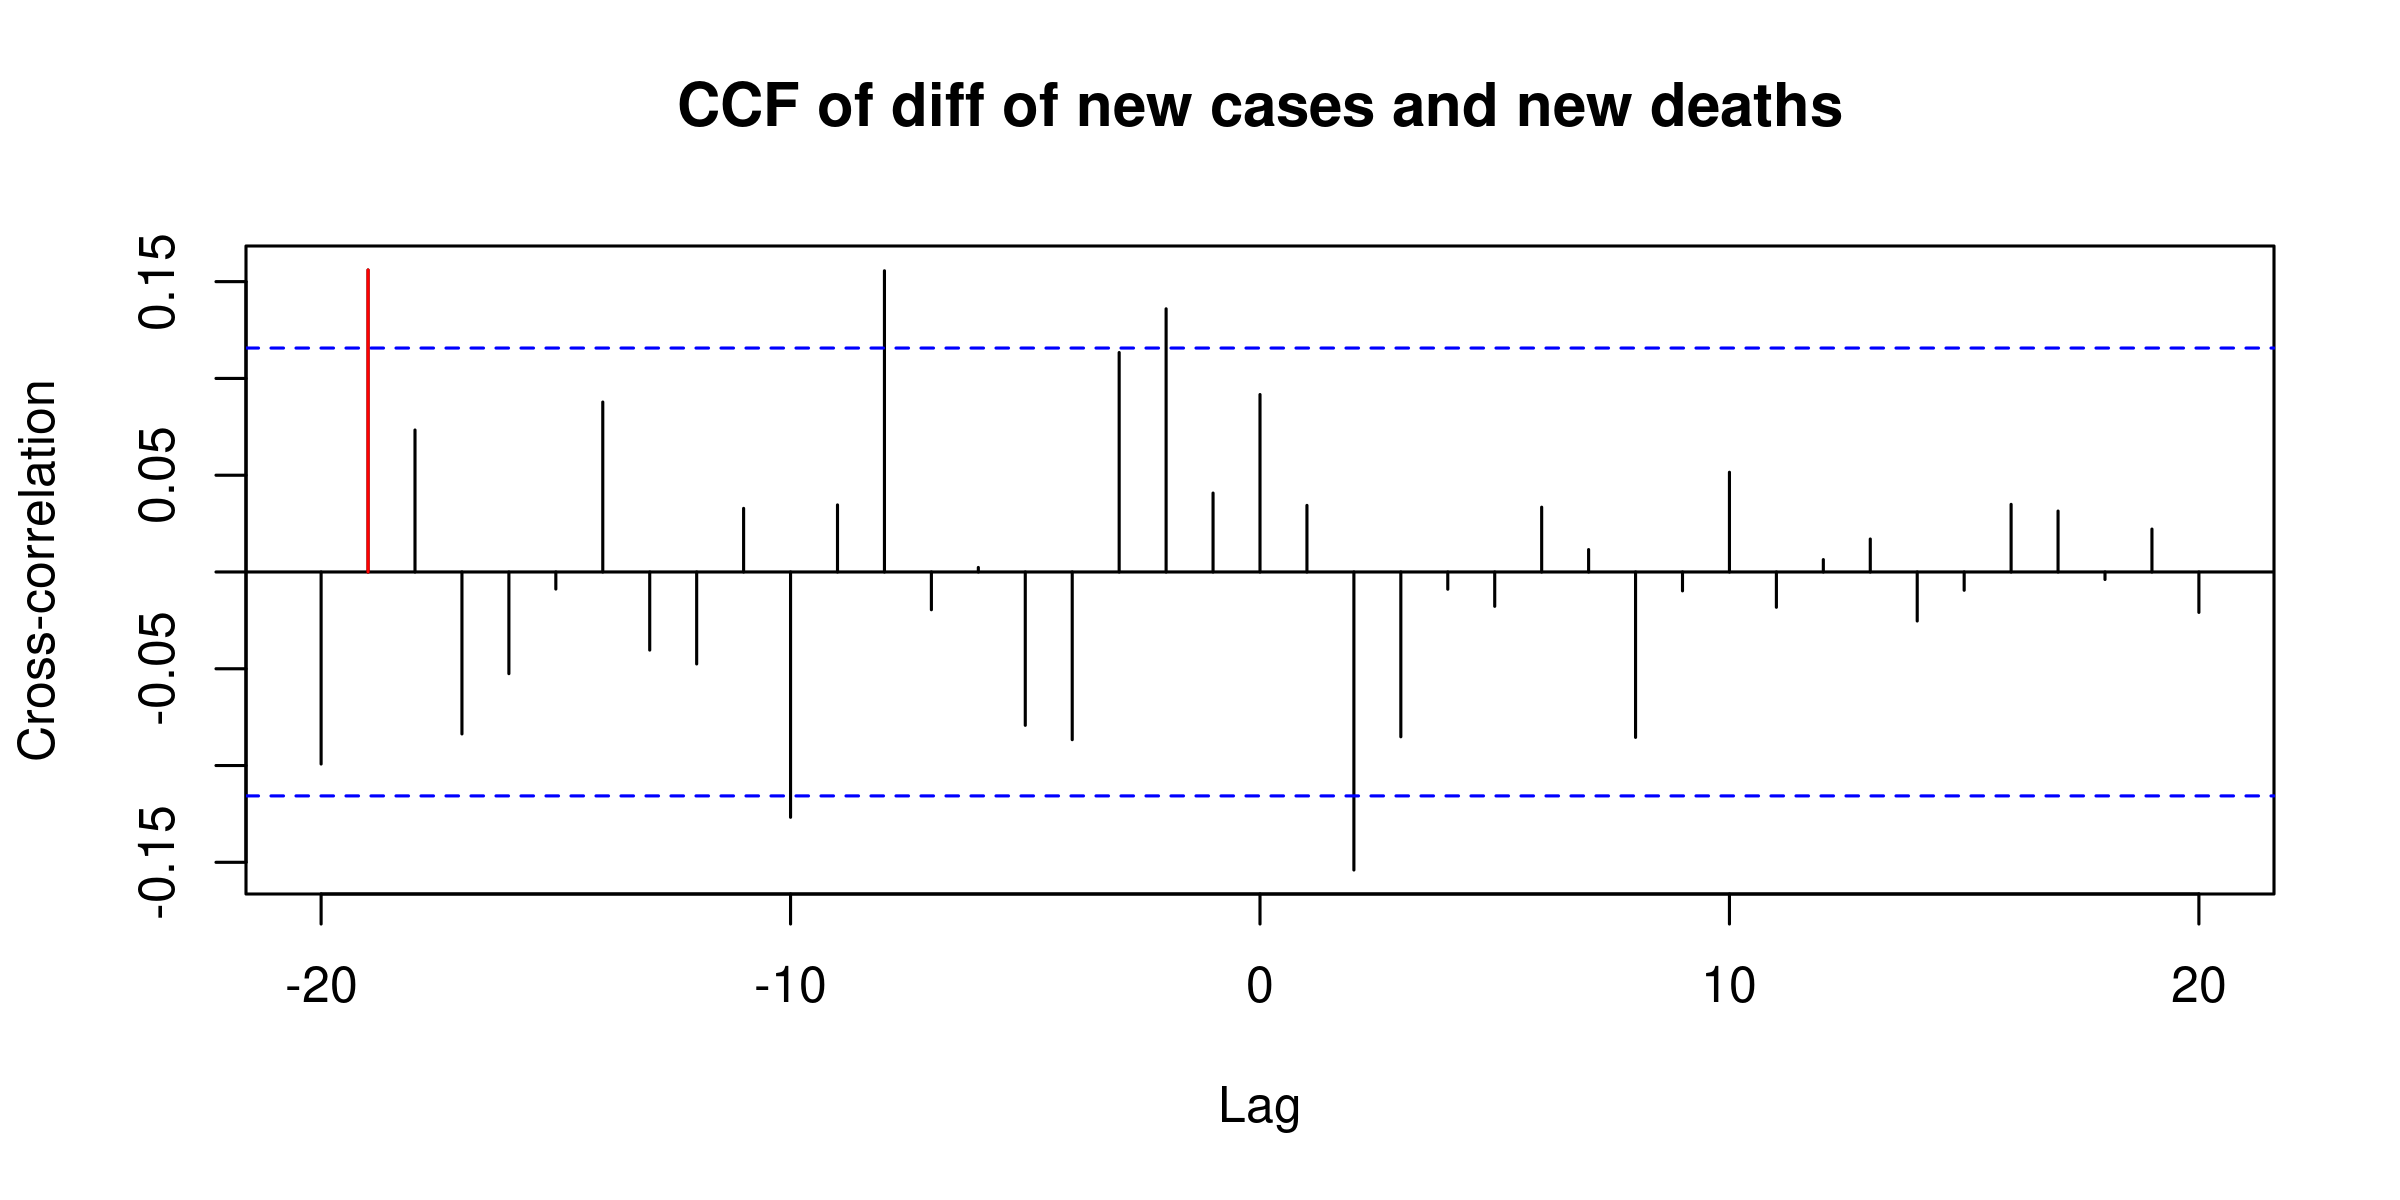 CCF of diff of new cases and new deaths
Cross-correlation
0.15
0.05
-0.05
-0.15
-20 -10 0 10 20
Lag